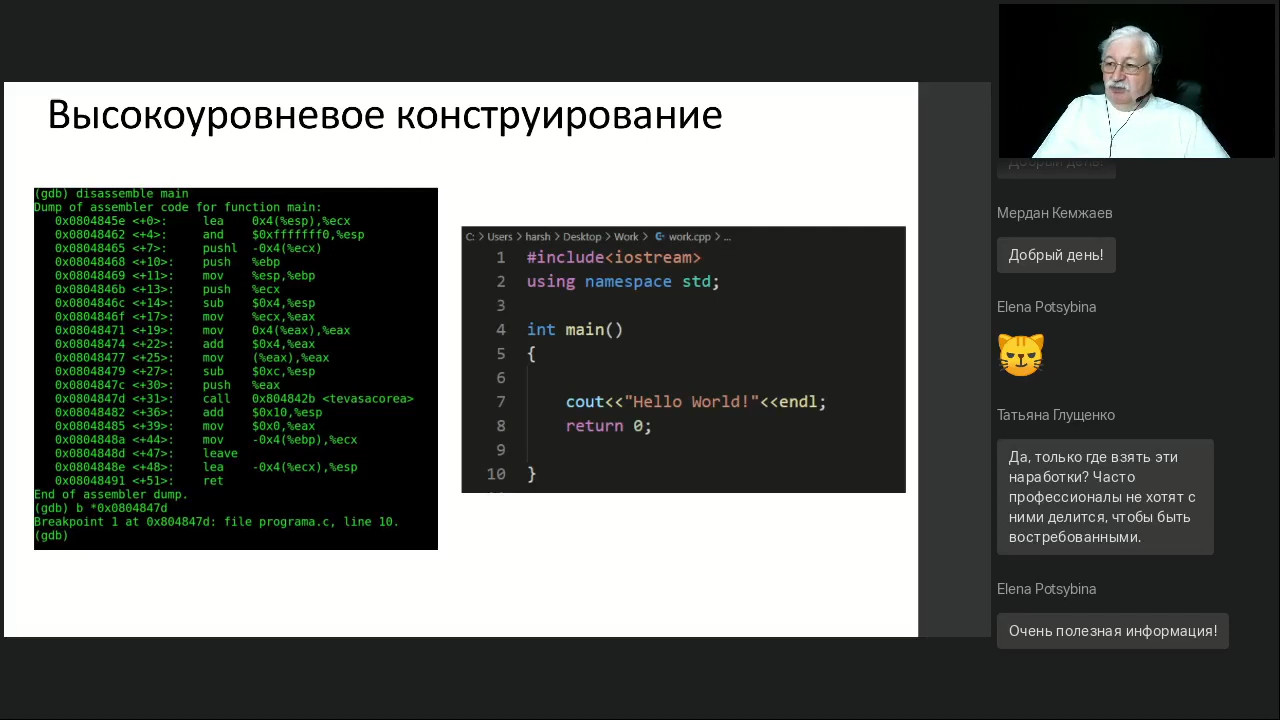 Высокоуровневое конструирование
(gdb) disassemble main
Dump of assembler code for function main:
0x0804845e <+0>: lea 0x4(%esp),%ecx
0x08048462 <+4>: and $0xfffffff0,%esp
0x08048465 <+7>: pushl -0x4(%ecx)
0x08048468 <+10>: push %ebp
0x08048469 <+11>: mov %esp,%ebp
0x0804846b <+13>: push %ecx
0x0804846c <+14>: sub $0x4,%esp
0x0804846f <+17>: mov %ecx,%eax
0x08048471 <+19>: mov 0x4(%eax),%eax
0x08048474 <+22>: add $0x4,%eax
0x08048477 <+25>: mov (%eax),%eax
0x08048479 <+27>: sub $0xc,%esp
0x0804847c <+30>: push %eax
0x0804847d <+31>: call 0x804842b <tevasacorea>
0x08048482 <+36>: add $0x10,%esp
0x08048485 <+39>: mov $0x0,%eax
0x0804848a <+44>: mov -0x4(%ebp),%ecx
0x0804848d <+47>: leave
0x0804848e <+48>: lea -0x4(%ecx),%esp
0x08048491 <+51>: ret
End of assembler dump.
(gdb) b *0x0804847d
Breakpoint 1 at 0x804847d: file programa.c, line 10.
(gdb)
C: > Users > harsh > Desktop > Work > work.cpp > ...
1 #include<iostream>
2 using namespace std;
3
4 int main()
5 {
6
7 cout<<"Hello World!"<<endl;
8 return 0;
9
10 }
Добрый день!
Мердан Кемжаев
Добрый день!
Elena Potsybina
Татьяна Глущенко
Да, только где взять эти
наработки? Часто
профессионалы не хотят с
ними делится, чтобы быть
востребованными.
Elena Potsybina
Очень полезная информация!